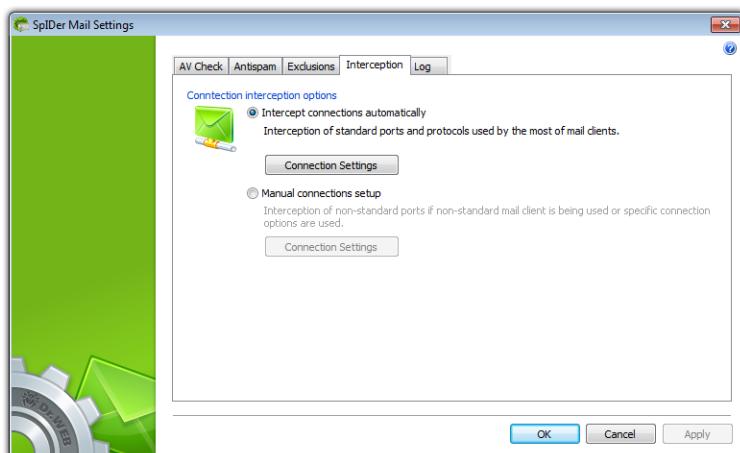 SpIDer Mail Settings
AV Check Antispam Exclusions Interception Log
Conntection interception options
Intercept connections automatically
Interception of standard ports and protocols used by the most of mail clients.
Connection Settings
Manual connections setup
Interception of non-standard ports if non-standard mail client is being used or specific connection
options are used.
Connection Settings
Dr.WEB
OK Cancel Apply